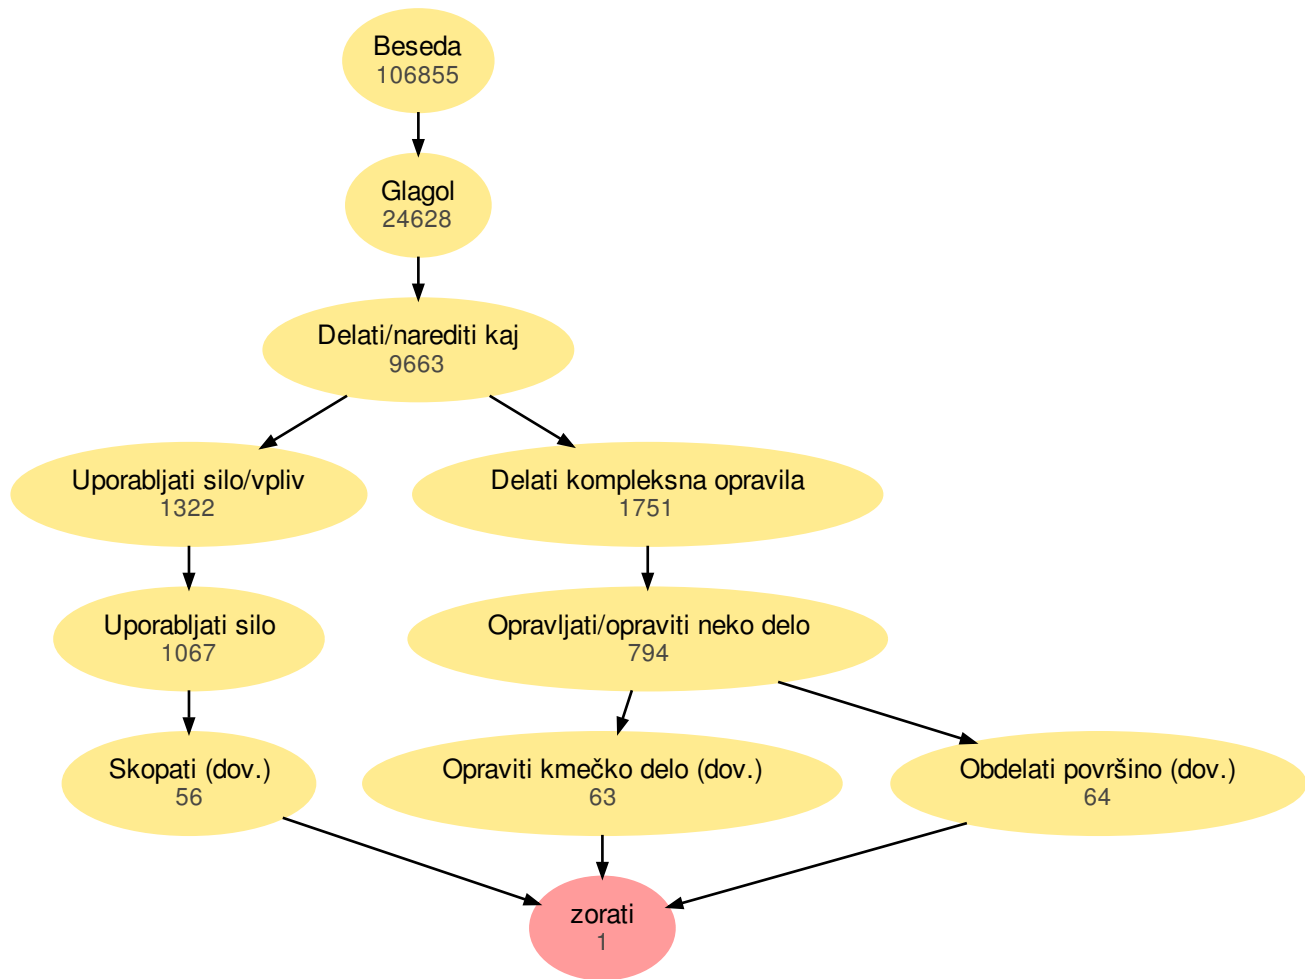 Beseda
106855
Glagol
24628
Delati/narediti kaj
9663
Uporabljati silo/vpliv
1322
Delati kompleksna opravila
1751
Uporabljati silo
1067
Opravljati/opraviti neko delo
794
Skopati (dov.)
56
Opraviti kmečko delo (dov.)
63
Obdelati površino (dov.)
64
zorati
1